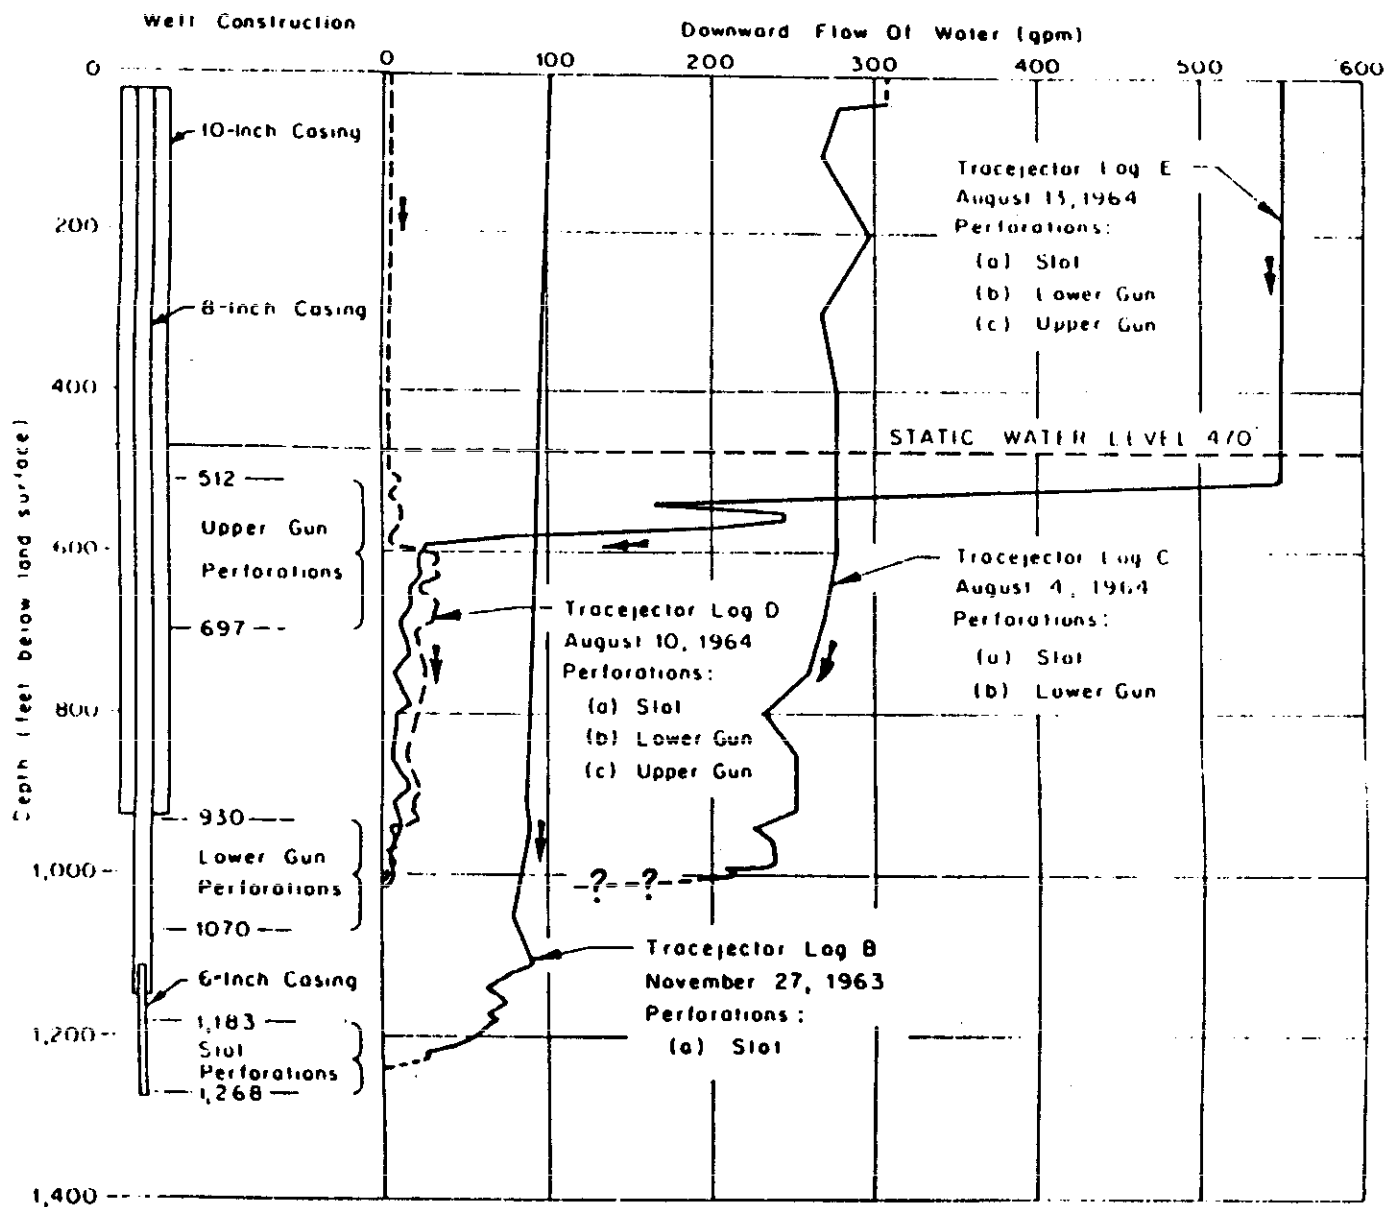 Well Construction
Downward Flow Of Water (gpm)
0 100 200 300 400 500 600
0
200
400
600
800
1,000
1,200
1,400
Depth (feet below land surface)
10-Inch Casing
8-Inch Casing
512
Upper Gun
Perforations
697
930
Lower Gun
Perforations
1070
6-Inch Casing
1,183
Slot
Perforations
1,268
Tracejector Log E
August 13, 1964
Perforations:
(a) Slot
(b) Lower Gun
(c) Upper Gun
STATIC WATER LEVEL 470'
Tracejector Log C
August 4, 1964
Perforations:
(a) Slot
(b) Lower Gun
Tracejector Log D
August 10, 1964
Perforations:
(a) Slot
(b) Lower Gun
(c) Upper Gun
? ?
Tracejector Log B
November 27, 1963
Perforations:
(a) Slot